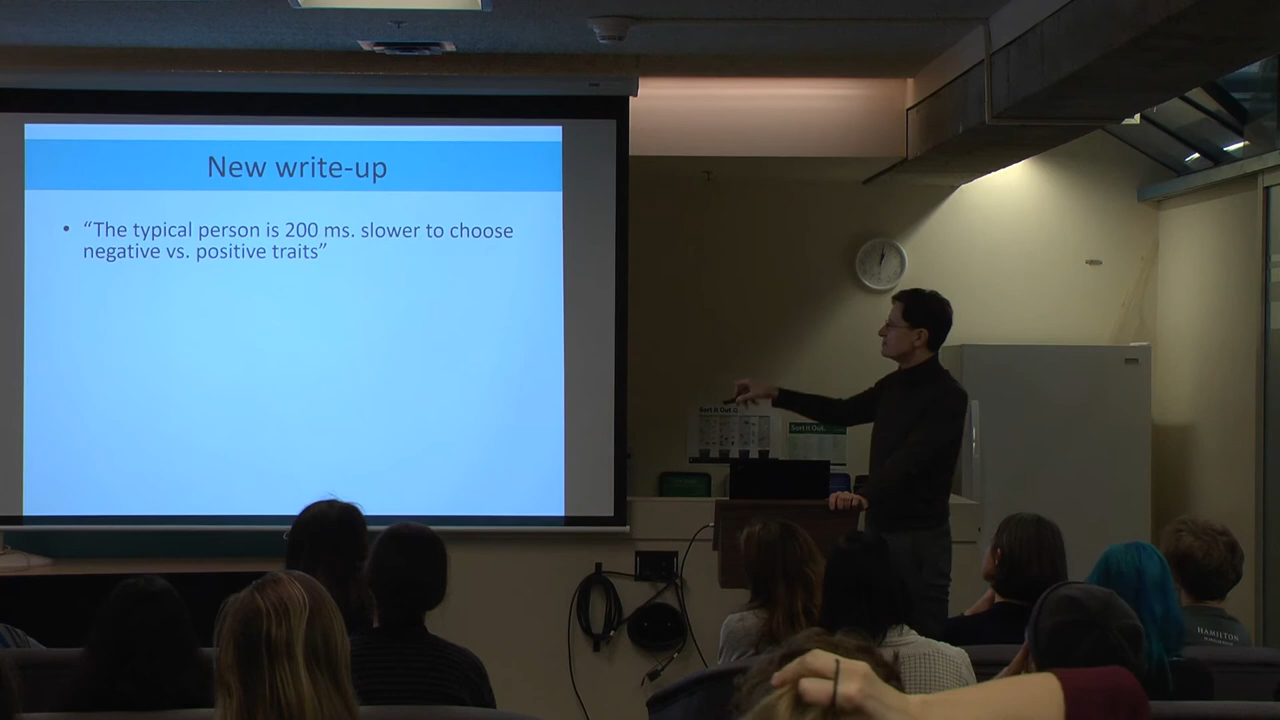 New write-up
• “The typical person is 200 ms. slower to choose
negative vs. positive traits”
Sort It Out
Sort It Out.
HAMILTON